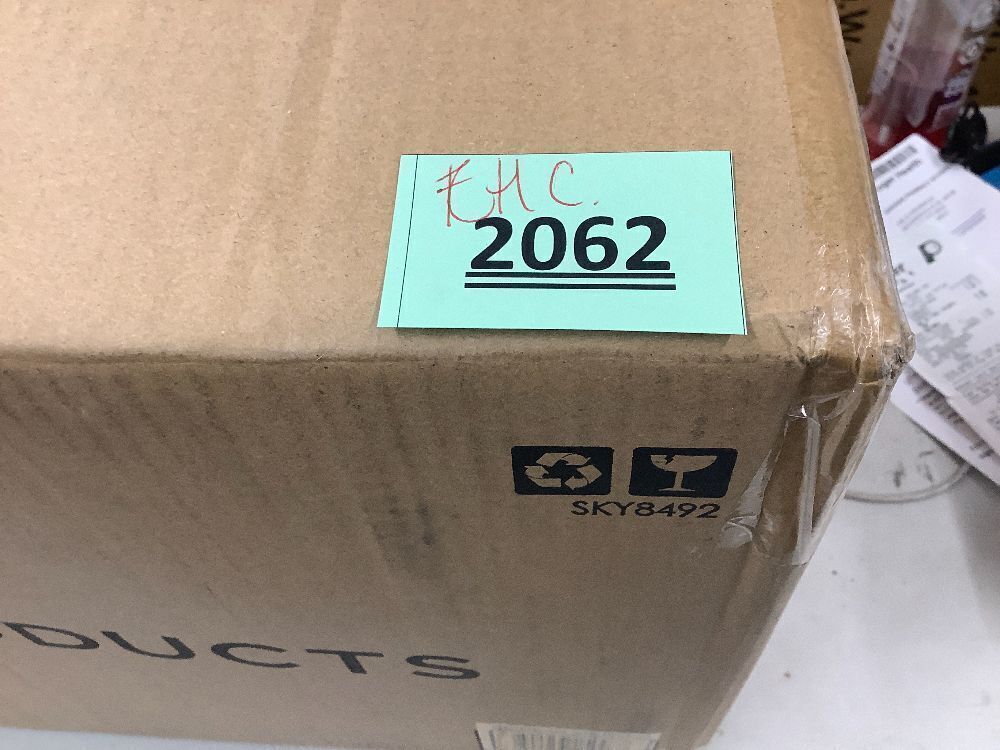 EHC.
2062
SKY8492
DUCTS